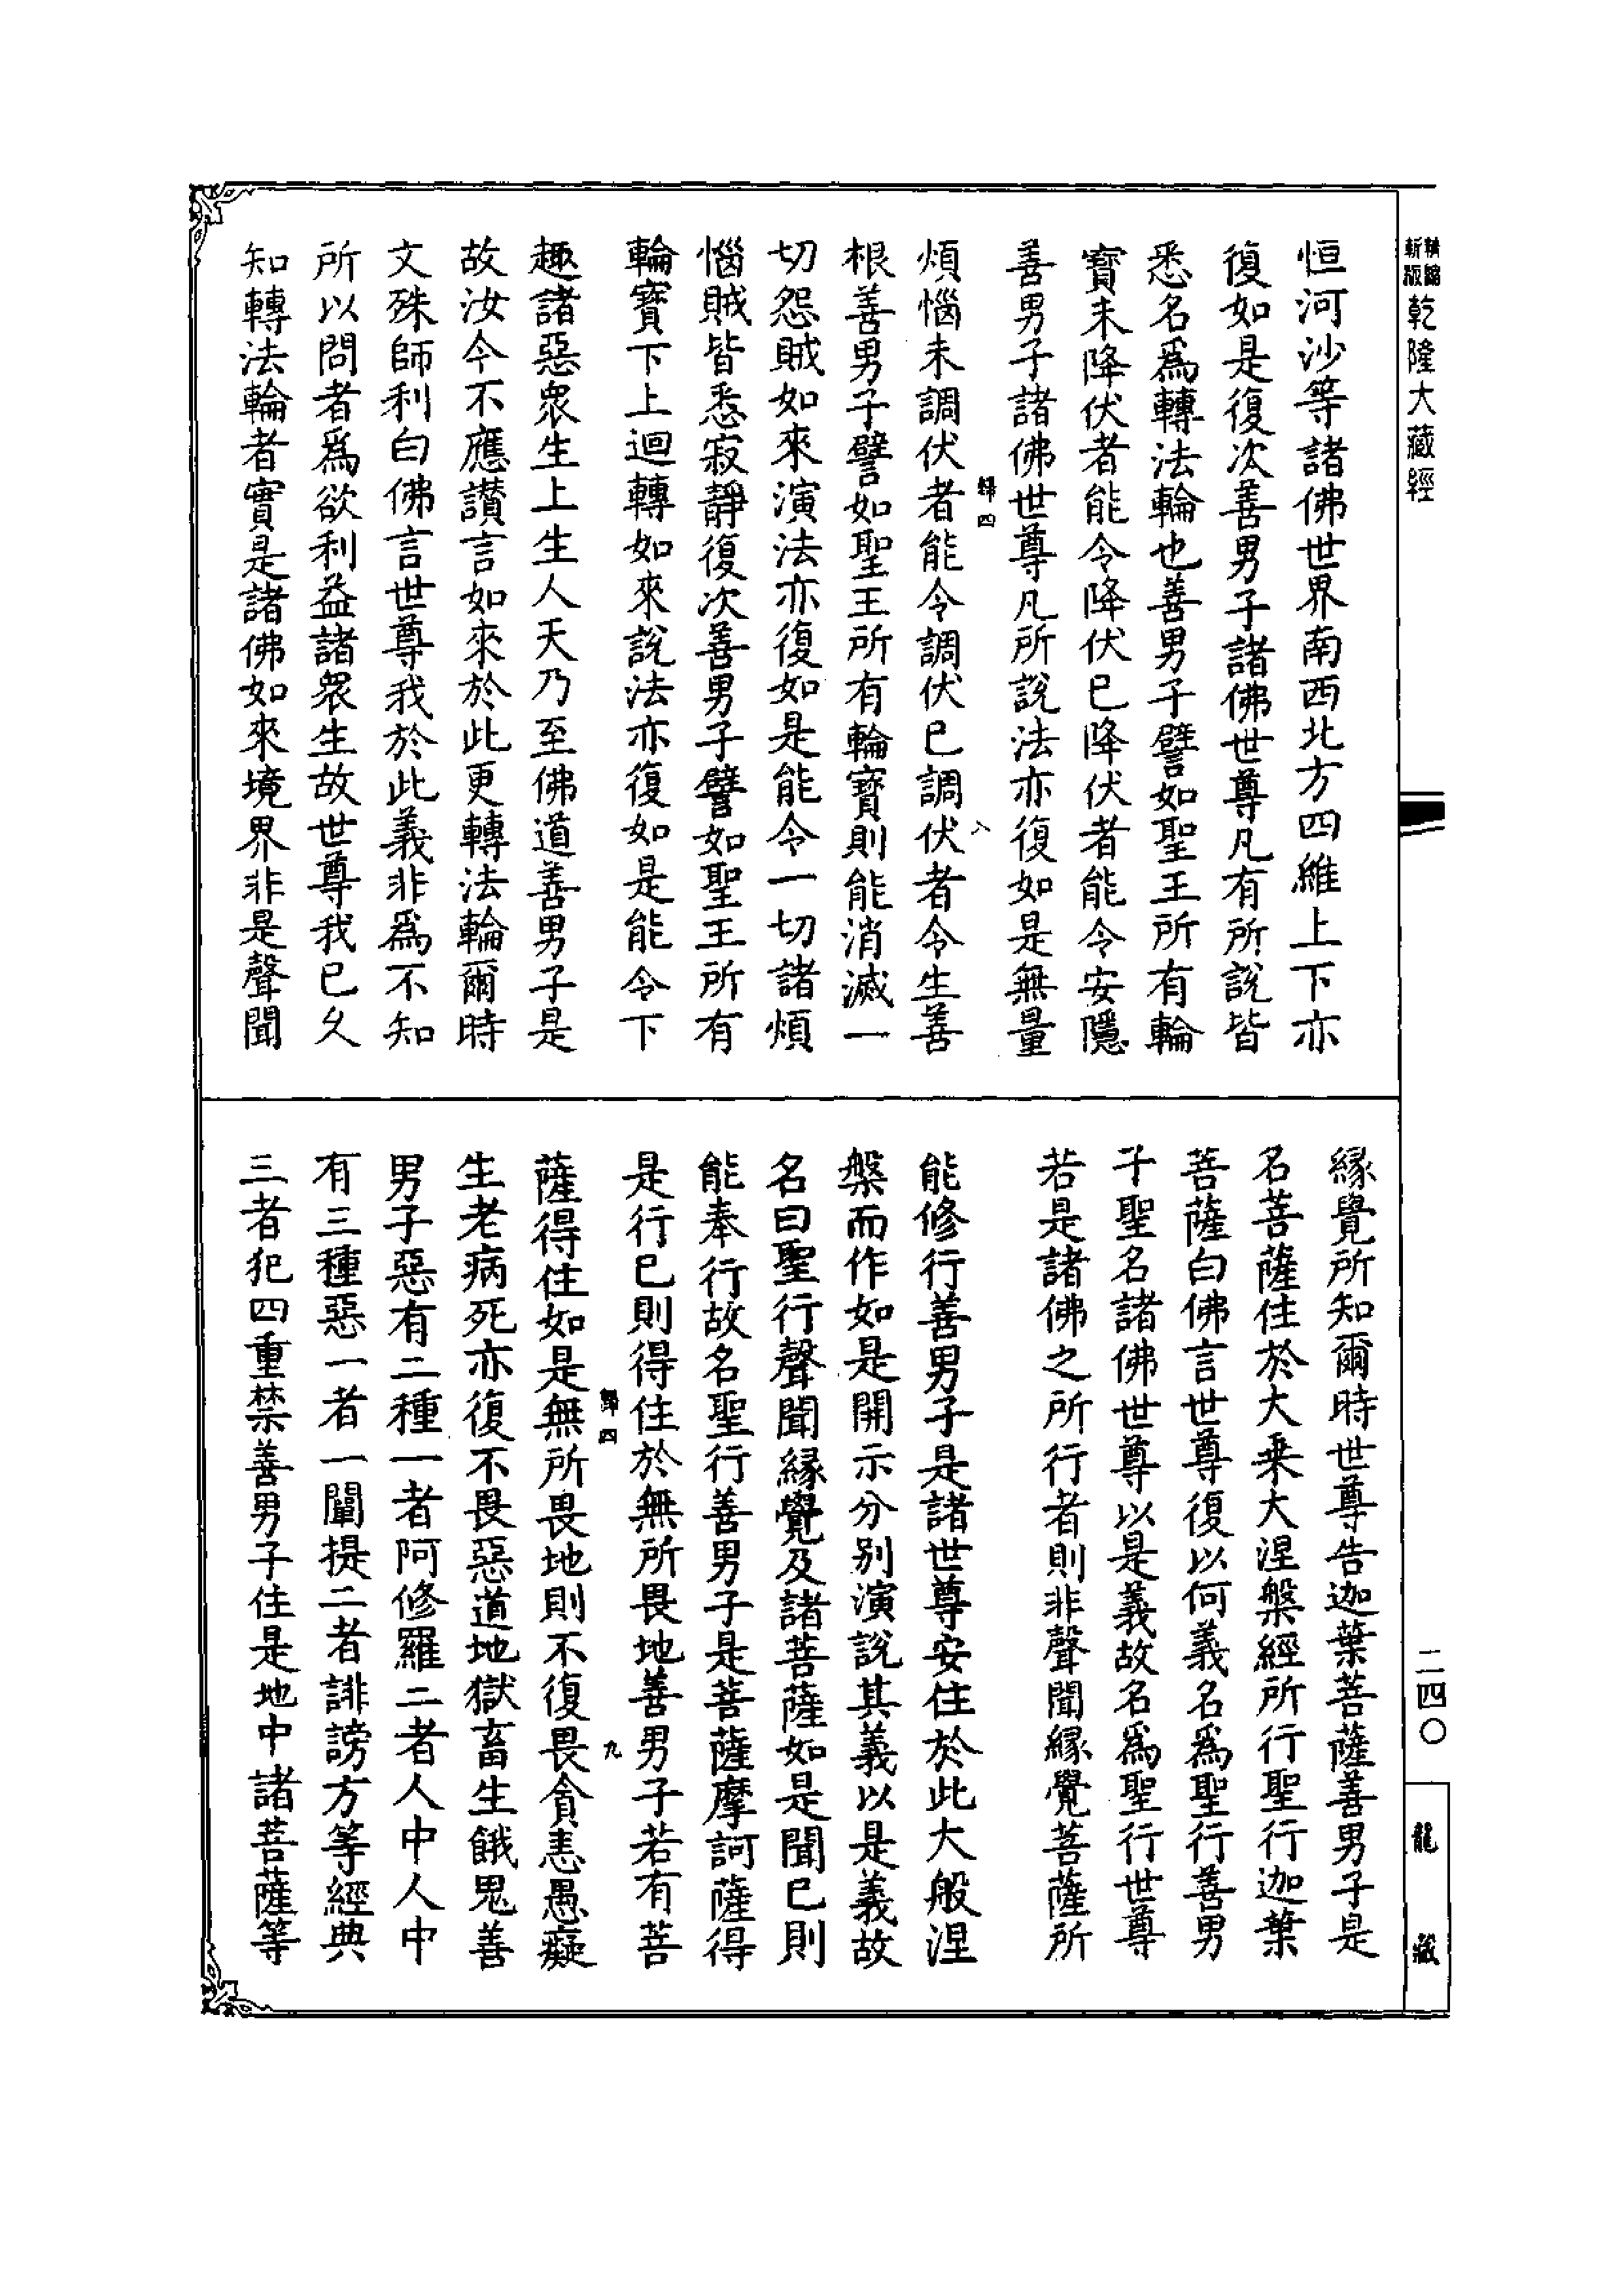 乾隆大藏經
恒河沙等諸佛世界南西北方四維上下亦
復如是復次善男子諸佛世尊凡有所說皆
悉名爲轉法輪也善男子譬如聖王所有輪
寶未降伏者能令降伏已降伏者能令安隱
善男子諸佛世尊凡所說法亦復如是無量
歸四
八
煩惱未調伏者能令調伏已調伏者令生善
根善男子譬如聖王所有輪寶則能消滅一
切怨賊如來演法亦復如是能令一切諸煩
惱賊皆悉寂靜復次善男子譬如聖王所有
輪寶下上迴轉如來說法亦復如是能令下
趣諸惡衆生上生人天乃至佛道善男子是
故汝今不應讚言如來於此更轉法輪爾時
文殊師利白佛言世尊我於此義非爲不知
所以問者爲欲利益諸衆生故世尊我已久
知轉法輪者實是諸佛如來境界非是聲聞
緣覺所知爾時世尊告迦葉菩薩善男子是
名菩薩住於大乘大涅槃經所行聖行迦葉
菩薩白佛言世尊復以何義名爲聖行善男
子聖名諸佛世尊以是義故名爲聖行世尊
若是諸佛之所行者則非聲聞緣覺菩薩所
能修行善男子是諸世尊安住於此大般涅
槃而作如是開示分別演說其義以是義故
名曰聖行聲聞緣覺及諸菩薩如是聞已則
能奉行故名聖行善男子是菩薩摩訶薩得
是行已則得住於無所畏地善男子若有菩
歸四
九
薩得住如是無所畏地則不復畏貪恚愚癡
生老病死亦復不畏惡道地獄畜生餓鬼善
男子惡有二種一者阿修羅二者人中人中
有三種惡一者一闡提二者誹謗方等經典
三者犯四重禁善男子住是地中諸菩薩等
二四〇
龍藏